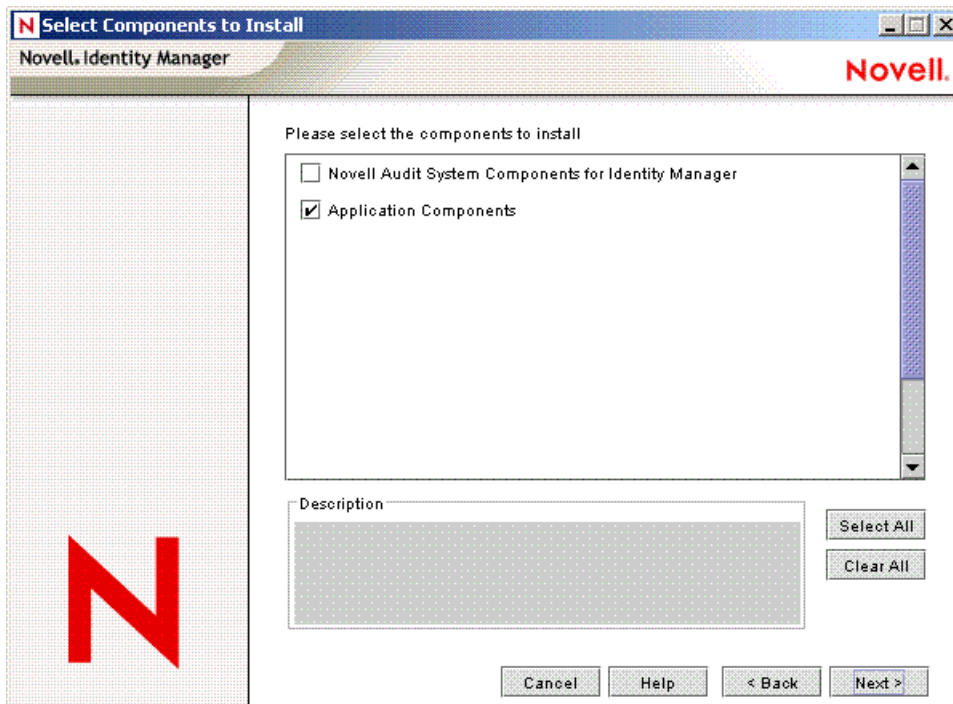 N Select Components to Install
Novell. Identity Manager
Novell.
Please select the components to install
Novell Audit System Components for Identity Manager
Application Components
Description
Select All
Clear All
N
Cancel
Help
< Back
Next >